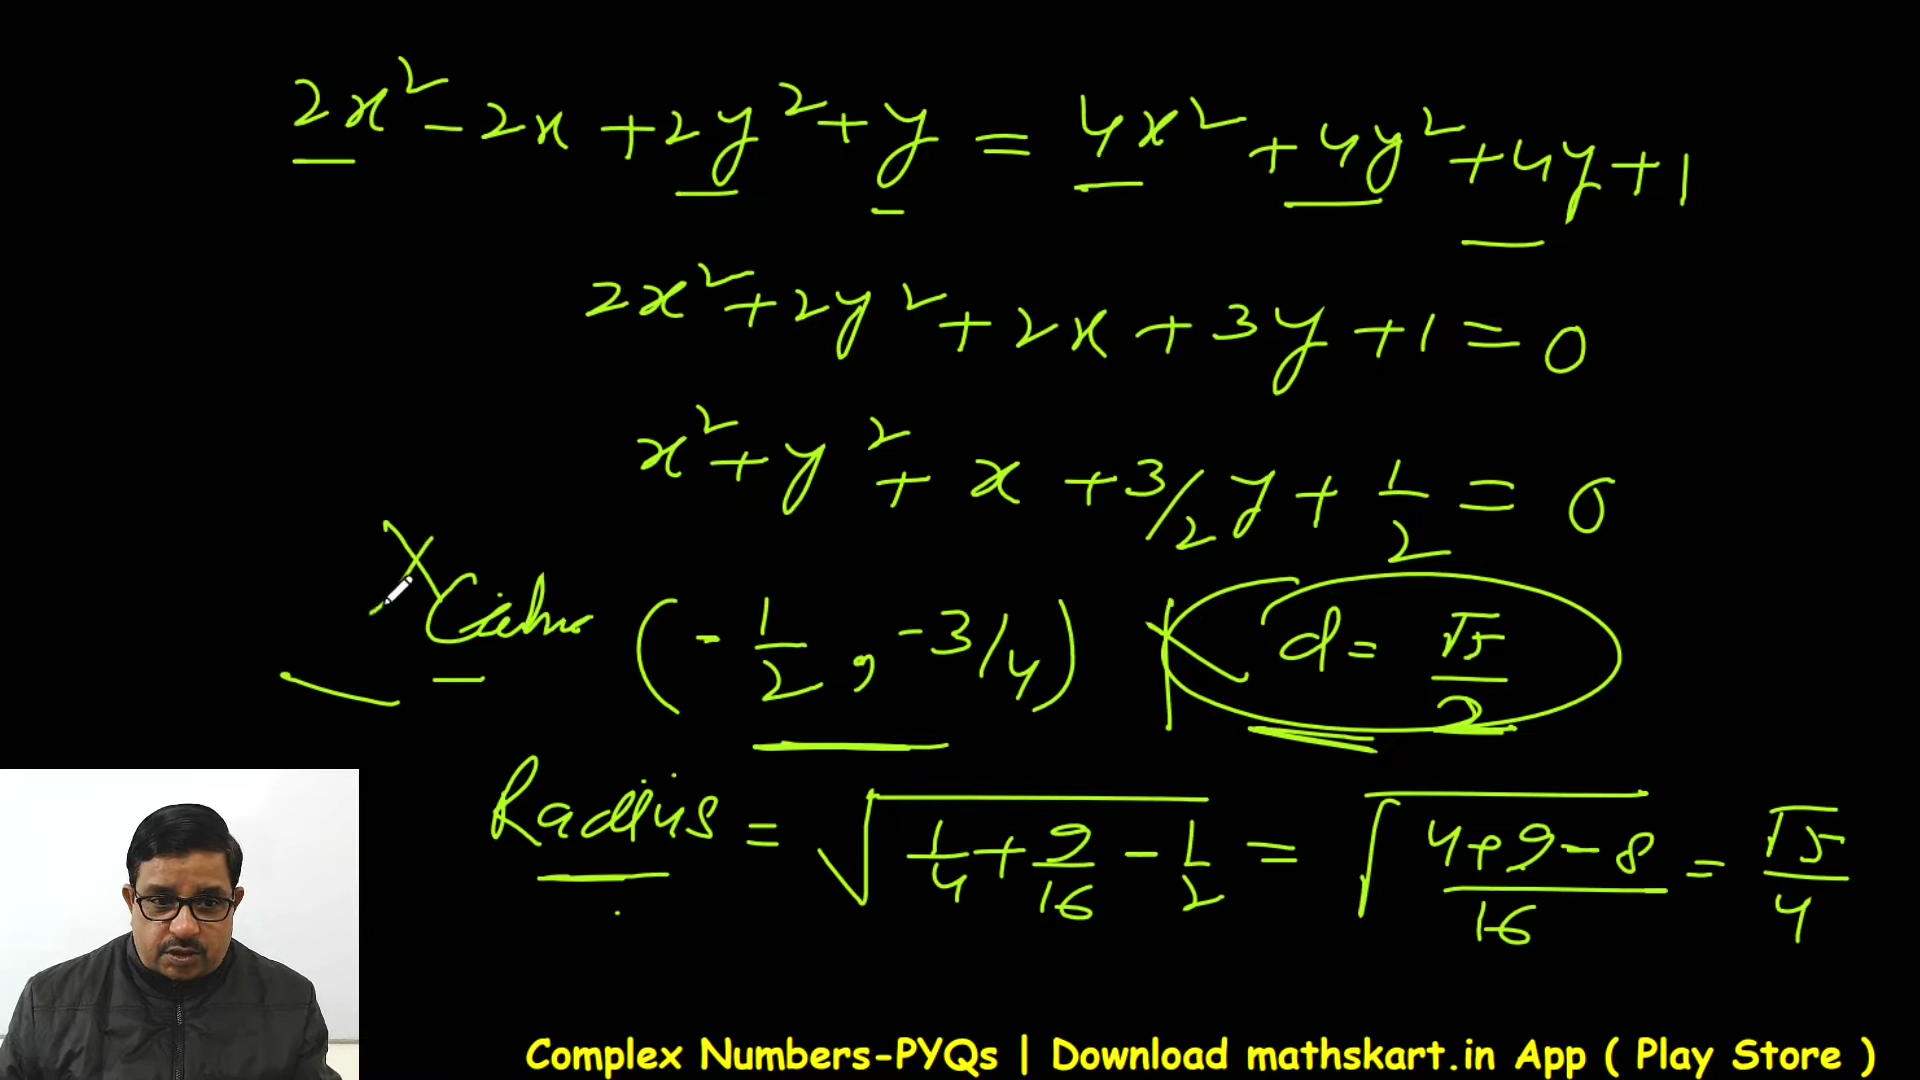 2x² - 2x + 2y² + y = 4x² + 4y² + 4y + 1
2x² + 2y² + 2x + 3y + 1 = 0
x² + y² + x + 3/2 y + 1/2 = 0
(-1/2, -3/4) d = √5/2
Radius = √(1/4 + 9/16 - 1/2) = √((4+9-8)/16) = √5/4
Complex Numbers-PYQs | Download mathskart.in App ( Play Store )